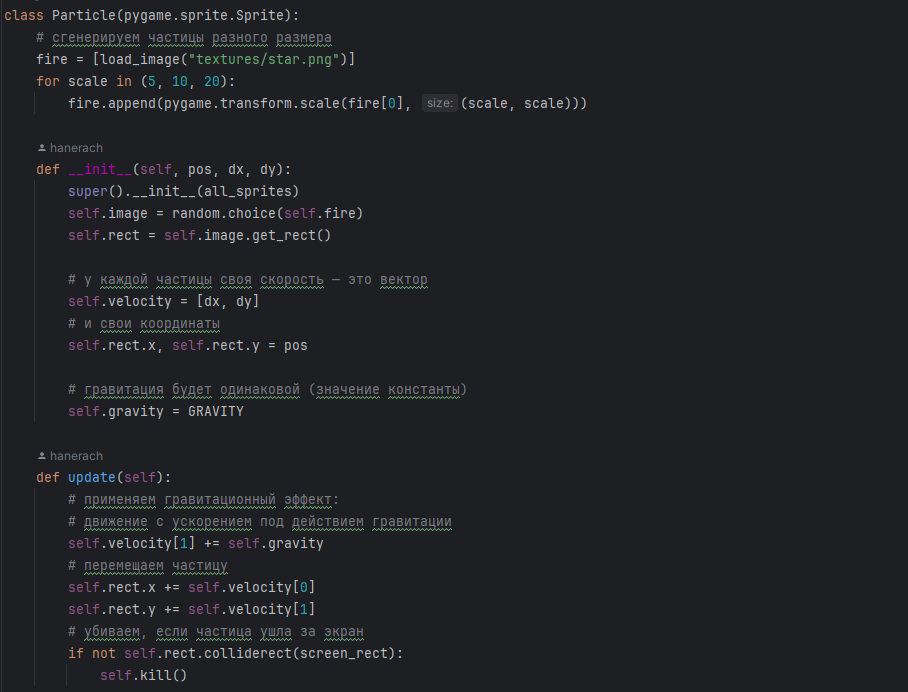 class Particle(pygame.sprite.Sprite):
    # сгенерируем частицы разного размера
    fire = [load_image("textures/star.png")]
    for scale in (5, 10, 20):
        fire.append(pygame.transform.scale(fire[0], size: (scale, scale)))
    hanerach
    def __init__(self, pos, dx, dy):
        super().__init__(all_sprites)
        self.image = random.choice(self.fire)
        self.rect = self.image.get_rect()
        # у каждой частицы своя скорость — это вектор
        self.velocity = [dx, dy]
        # и свои координаты
        self.rect.x, self.rect.y = pos
        # гравитация будет одинаковой (значение константы)
        self.gravity = GRAVITY
    hanerach
    def update(self):
        # применяем гравитационный эффект:
        # движение с ускорением под действием гравитации
        self.velocity[1] += self.gravity
        # перемещаем частицу
        self.rect.x += self.velocity[0]
        self.rect.y += self.velocity[1]
        # убиваем, если частица ушла за экран
        if not self.rect.colliderect(screen_rect):
            self.kill()